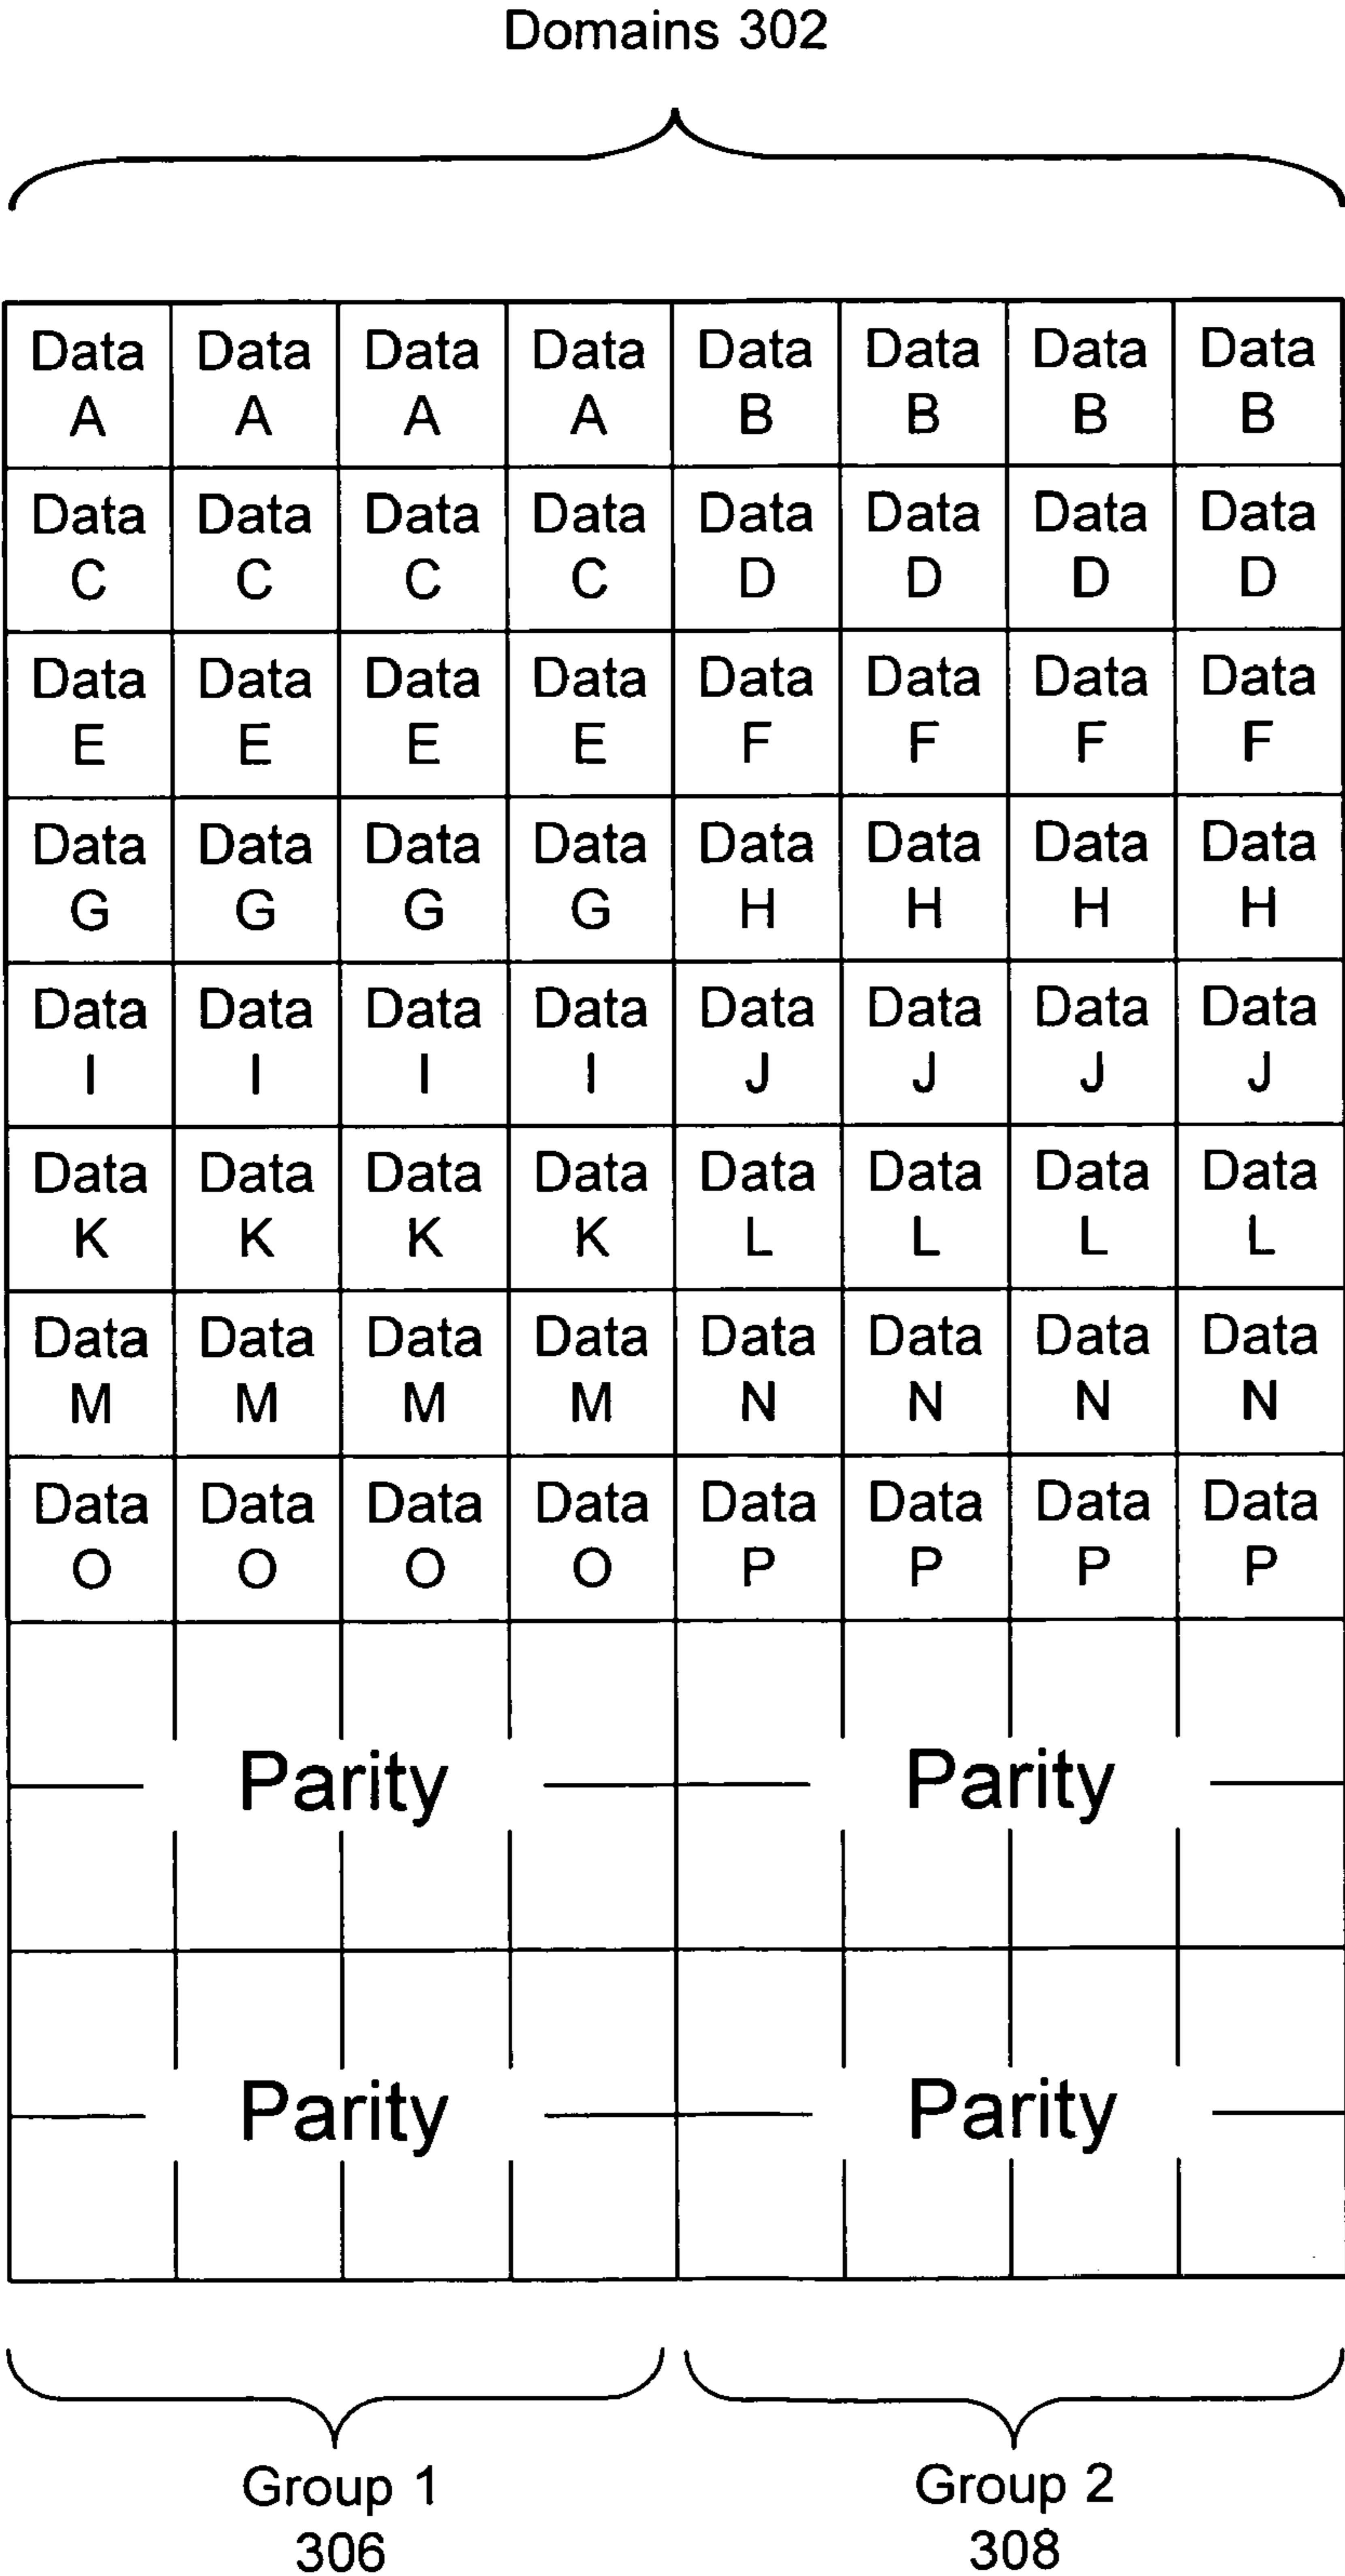 Domains 302
Data Data Data Data Data Data Data Data
A A A A B B B B
Data Data Data Data Data Data Data Data
C C C C D D D D
Data Data Data Data Data Data Data Data
E E E E F F F F
Data Data Data Data Data Data Data Data
G G G G H H H H
Data Data Data Data Data Data Data Data
I I I I J J J J
Data Data Data Data Data Data Data Data
K K K K L L L L
Data Data Data Data Data Data Data Data
M M M M N N N N
Data Data Data Data Data Data Data Data
O O O O P P P P
Parity Parity
Parity Parity
Group 1 Group 2
306 308